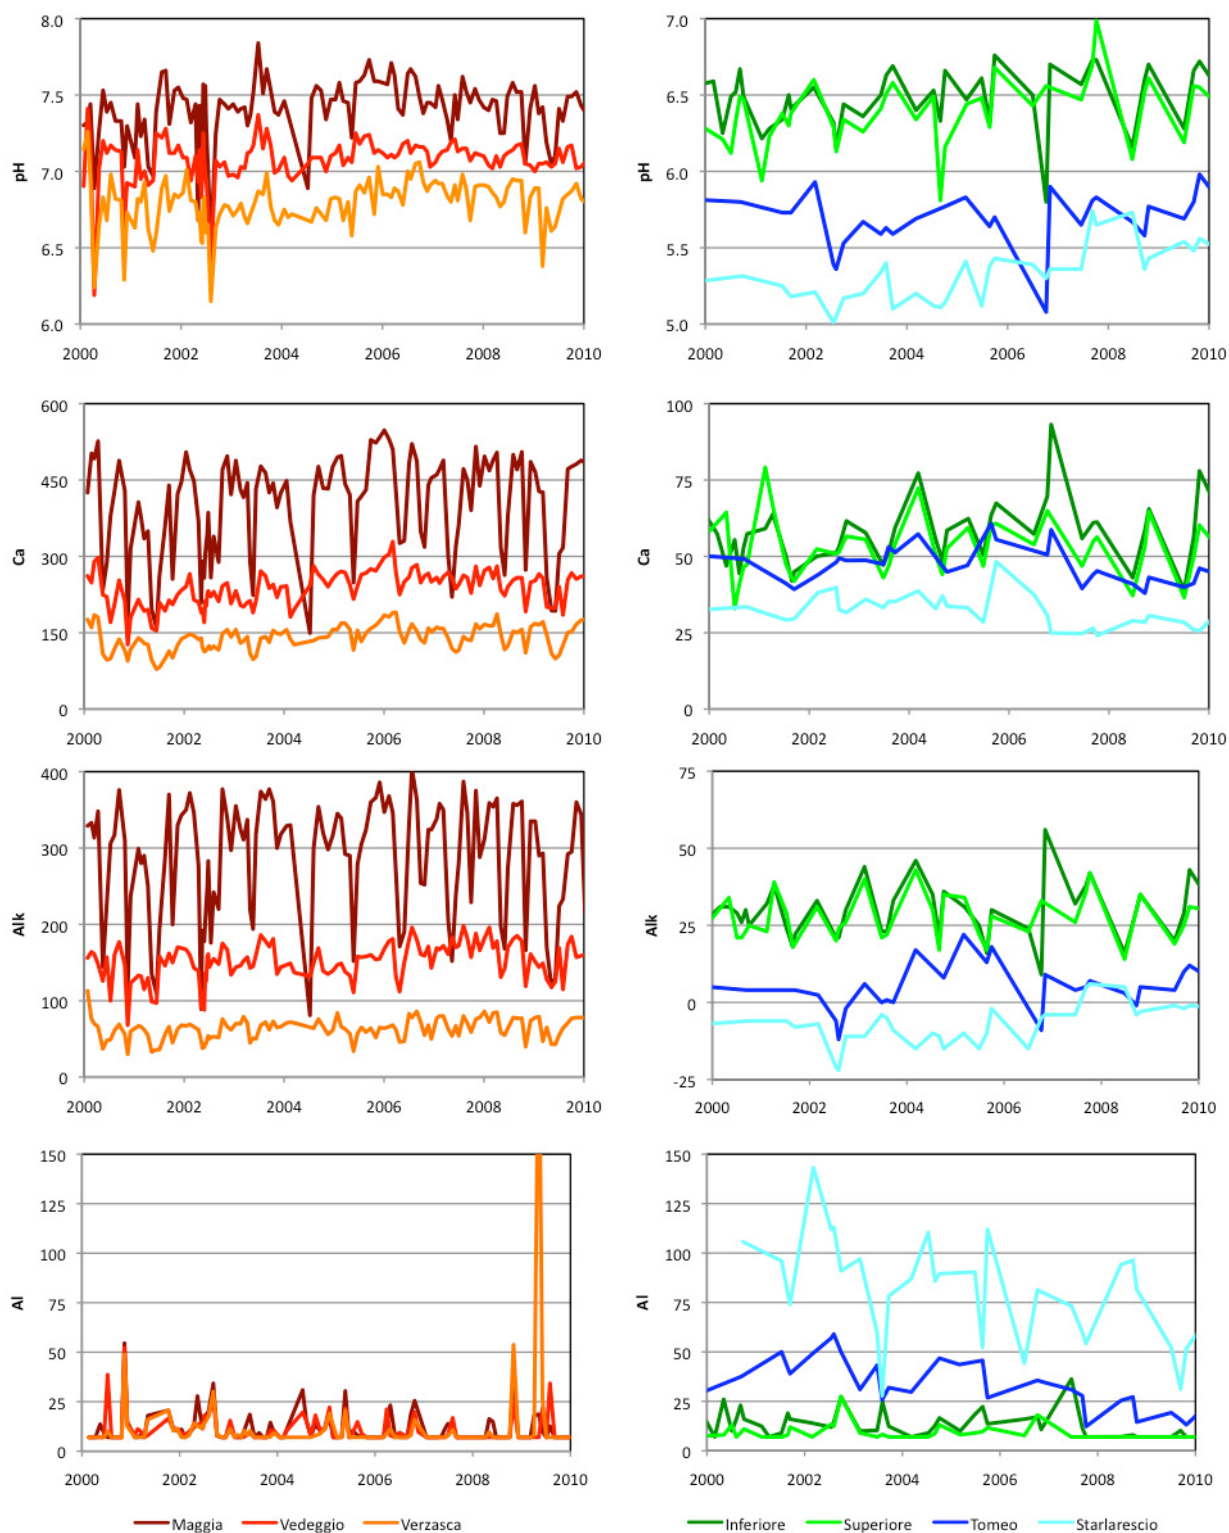 8.0
7.5
7.0
6.5
6.0
pH
2000 2002 2004 2006 2008 2010
7.0
6.5
6.0
5.5
5.0
pH
2000 2002 2004 2006 2008 2010
600
450
300
150
0
Ca
2000 2002 2004 2006 2008 2010
100
75
50
25
0
Ca
2000 2002 2004 2006 2008 2010
400
300
200
100
0
Alk
2000 2002 2004 2006 2008 2010
75
50
25
0
-25
Alk
2000 2002 2004 2006 2008 2010
150
125
100
75
50
25
0
Al
2000 2002 2004 2006 2008 2010
150
125
100
75
50
25
0
Al
2000 2002 2004 2006 2008 2010
Maggia Vedeggio Verzasca
Inferiore Superiore Tomeo Starlarescio